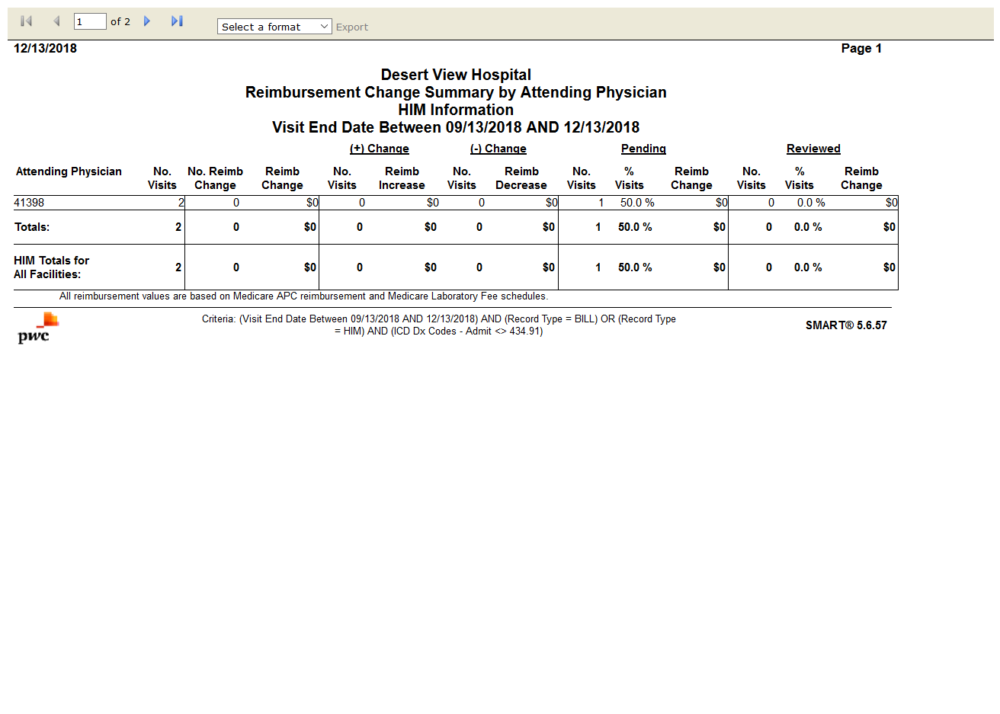 1 of 2 Select a format Export
12/13/2018 Page 1
Desert View Hospital
Reimbursement Change Summary by Attending Physician
HIM Information
Visit End Date Between 09/13/2018 AND 12/13/2018
(+) Change (-) Change Pending Reviewed
Attending Physician No. No. Reimb Reimb No. Reimb No. Reimb No. % Reimb No. % Reimb
Visits Change Change Visits Increase Visits Decrease Visits Visits Change Visits Visits Change
41398 2 0 $0 0 $0 0 $0 1 50.0 % $0 0 0.0 % $0
Totals: 2 0 $0 0 $0 0 $0 1 50.0 % $0 0 0.0 % $0
HIM Totals for
All Facilities: 2 0 $0 0 $0 0 $0 1 50.0 % $0 0 0.0 % $0
All reimbursement values are based on Medicare APC reimbursement and Medicare Laboratory Fee schedules.
Criteria: (Visit End Date Between 09/13/2018 AND 12/13/2018) AND (Record Type = BILL) OR (Record Type
= HIM) AND (ICD Dx Codes - Admit <> 434.91)
pwc
SMART® 5.6.57